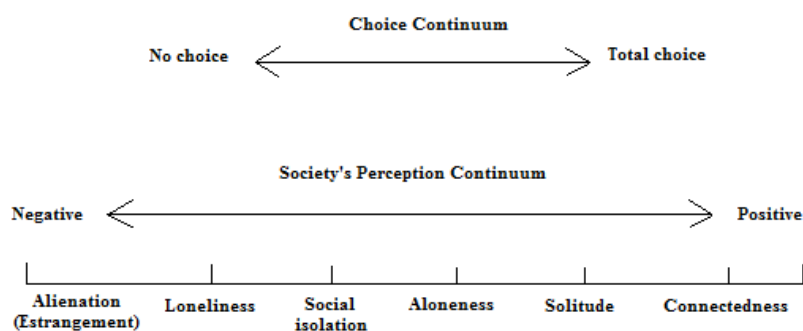 Choice Continuum
No choice
Total choice
Society's Perception Continuum
Negative
Positive
Alienation
(Estrangement)
Loneliness
Social
isolation
Aloneness
Solitude
Connectedness